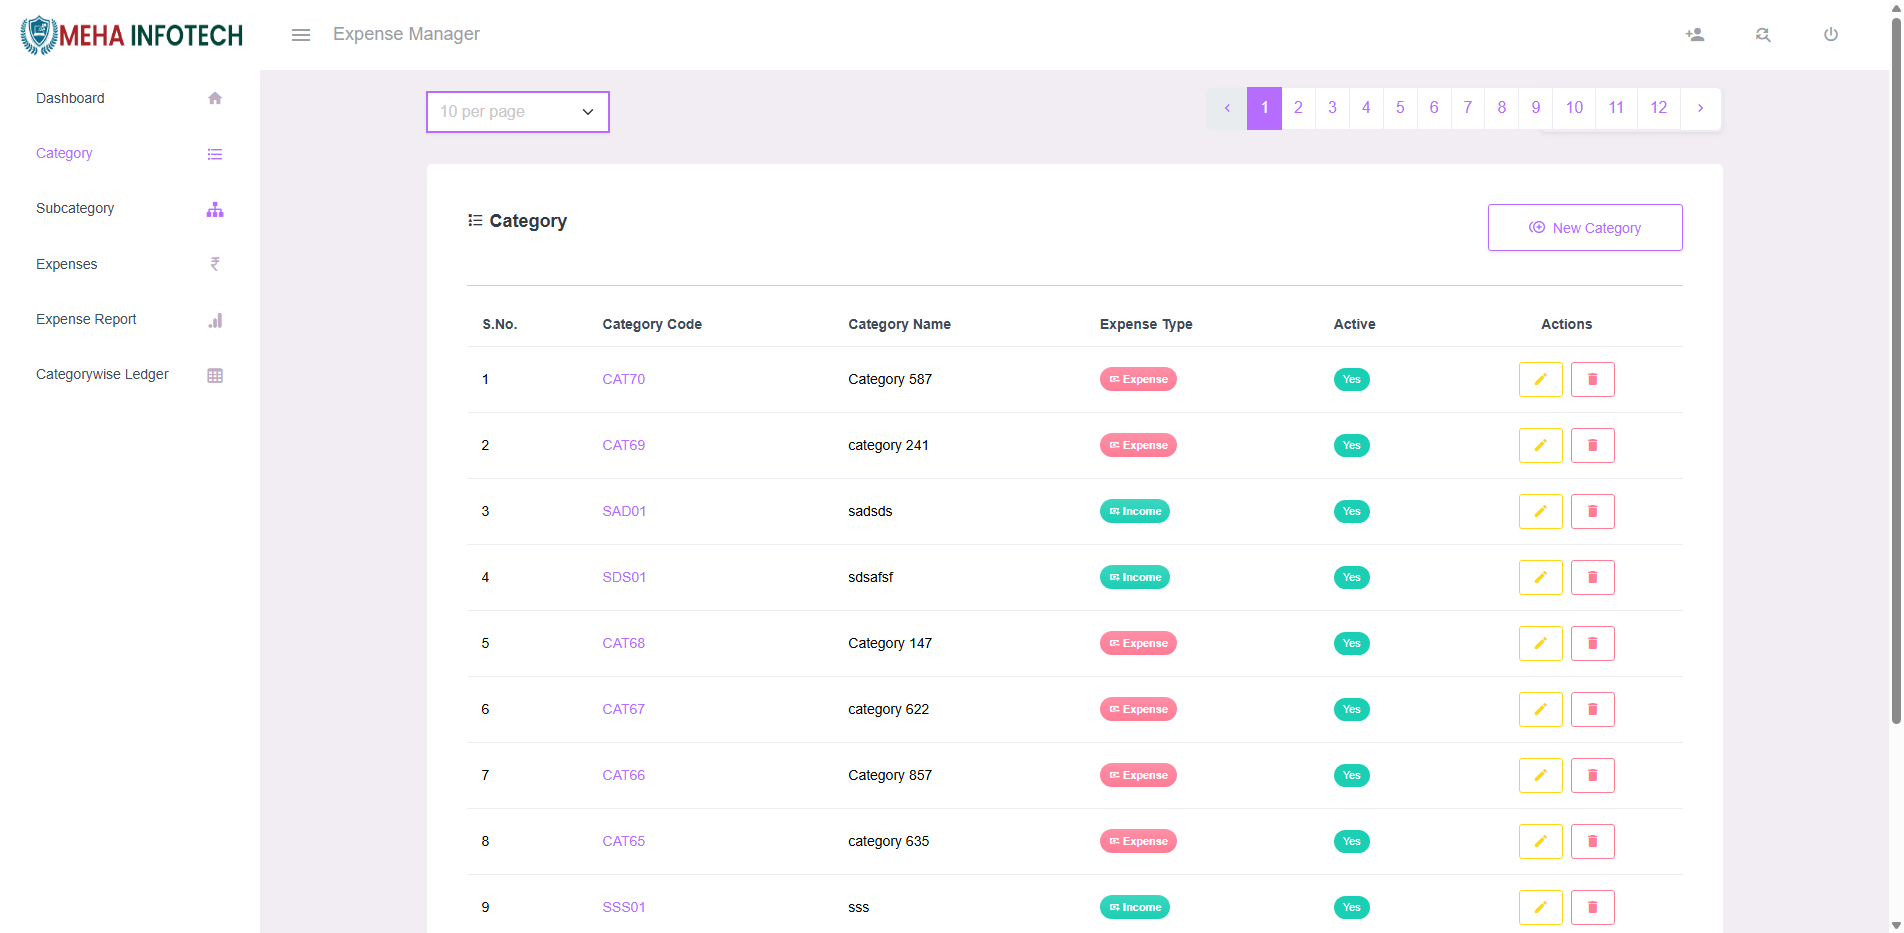 MEHA INFOTECH
Expense Manager
Dashboard
Category
Subcategory
Expenses
Expense Report
Categorywise Ledger
10 per page
‹ 1 2 3 4 5 6 7 8 9 10 11 12 ›
Category
New Category
S.No. Category Code Category Name Expense Type Active Actions
1 CAT70 Category 587 Expense Yes
2 CAT69 category 241 Expense Yes
3 SAD01 sadsds Income Yes
4 SDS01 sdsafsf Income Yes
5 CAT68 Category 147 Expense Yes
6 CAT67 category 622 Expense Yes
7 CAT66 Category 857 Expense Yes
8 CAT65 category 635 Expense Yes
9 SSS01 sss Income Yes